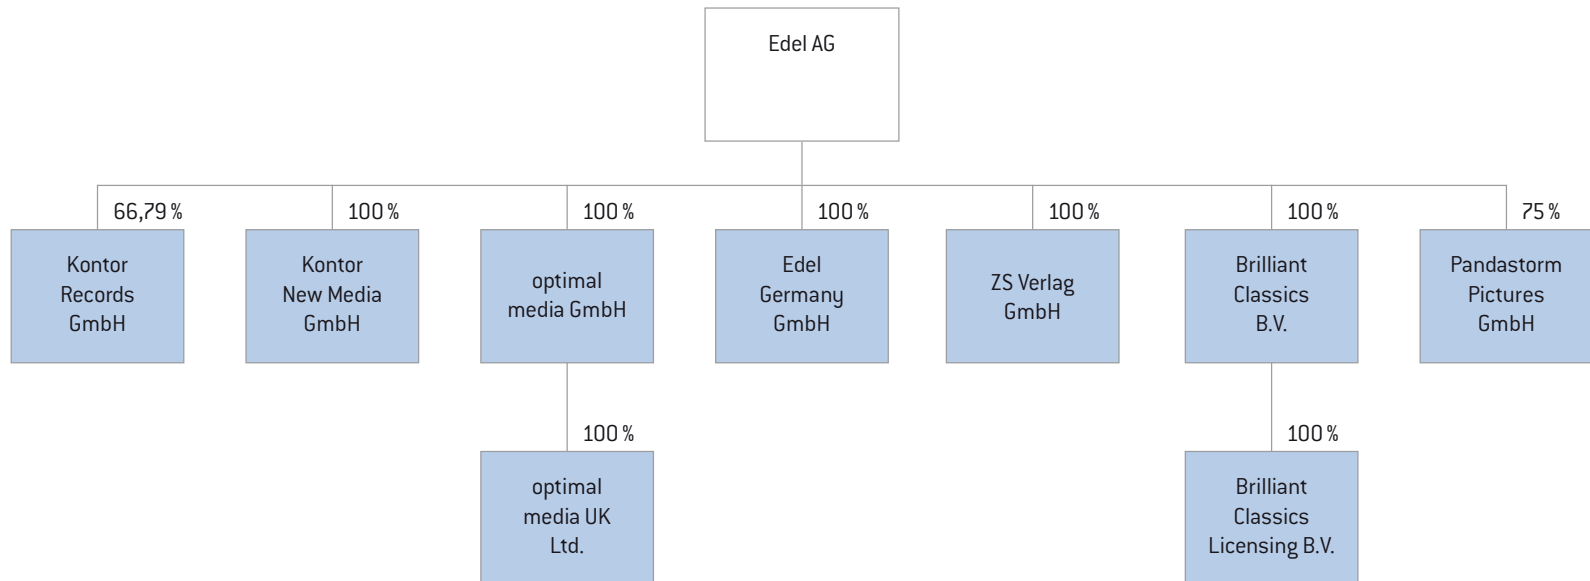 Edel AG
66,79 %
100 %
100 %
100 %
100 %
100 %
75 %
Kontor
Records
GmbH
Kontor
New Media
GmbH
optimal
media GmbH
Edel
Germany
GmbH
ZS Verlag
GmbH
Brilliant
Classics
B.V.
Pandastorm
Pictures
GmbH
100 %
100 %
optimal
media UK
Ltd.
Brilliant
Classics
Licensing B.V.